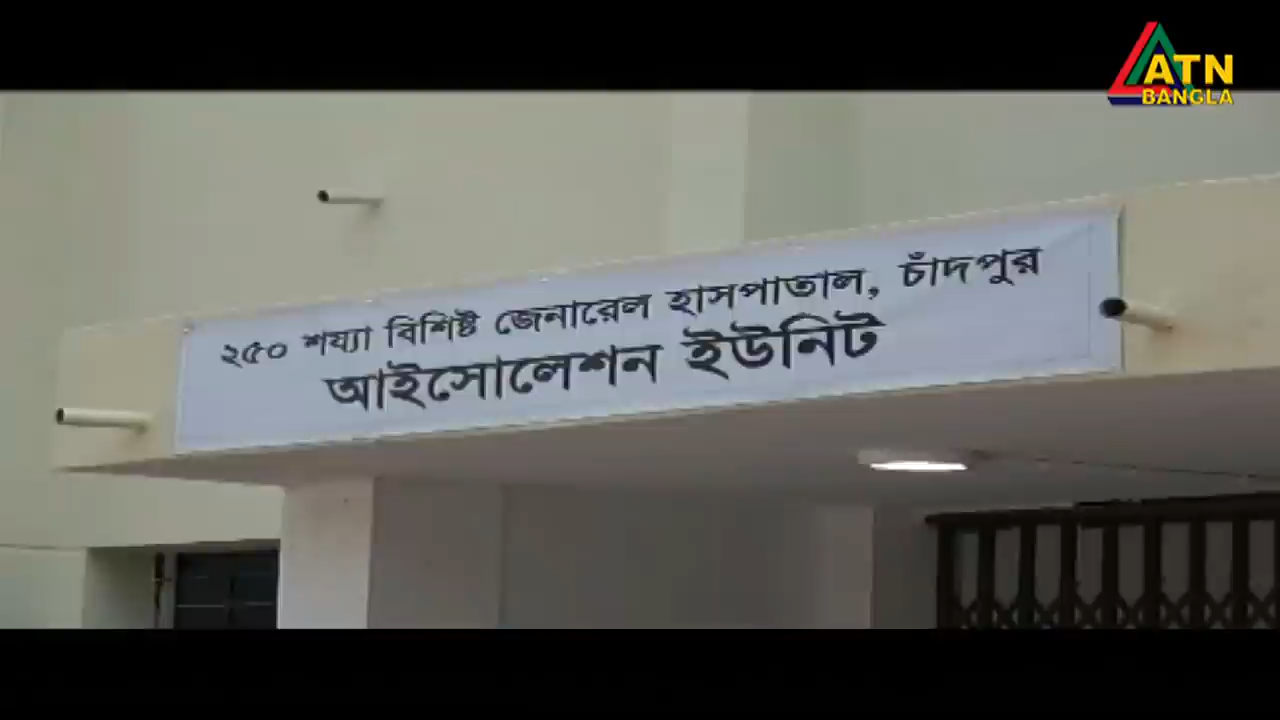 ATN
BANGLA
২৫০ শয্যা বিশিষ্ট জেনারেল হাসপাতাল, চাঁদপুর
আইসোলেশন ইউনিট